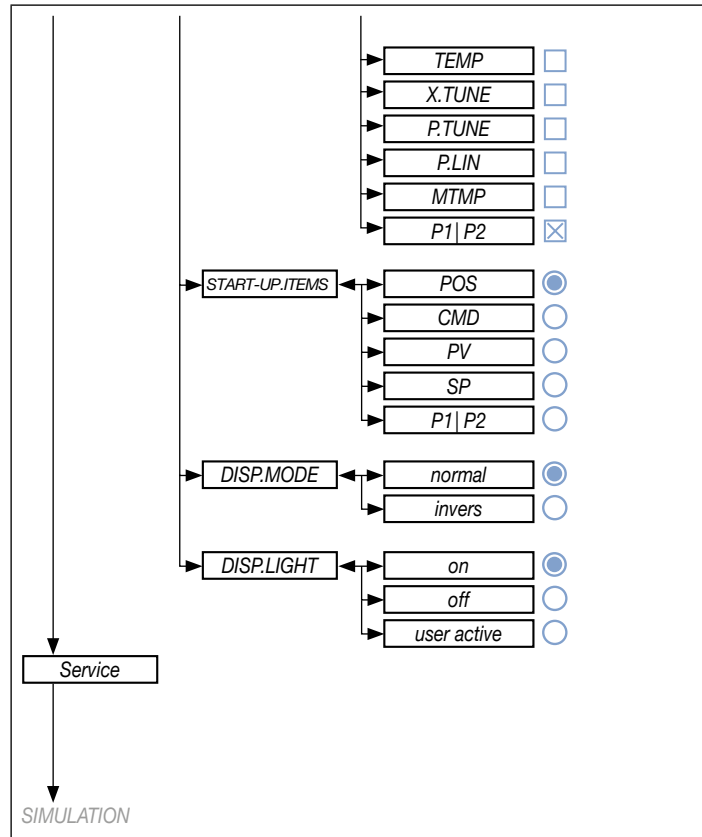 TEMP
X.TUNE
P.TUNE
P.LIN
MTMP
P1| P2
START-UP.ITEMS
POS
CMD
PV
SP
P1| P2
DISP.MODE
normal
invers
DISP.LIGHT
on
off
user active
Service
SIMULATION